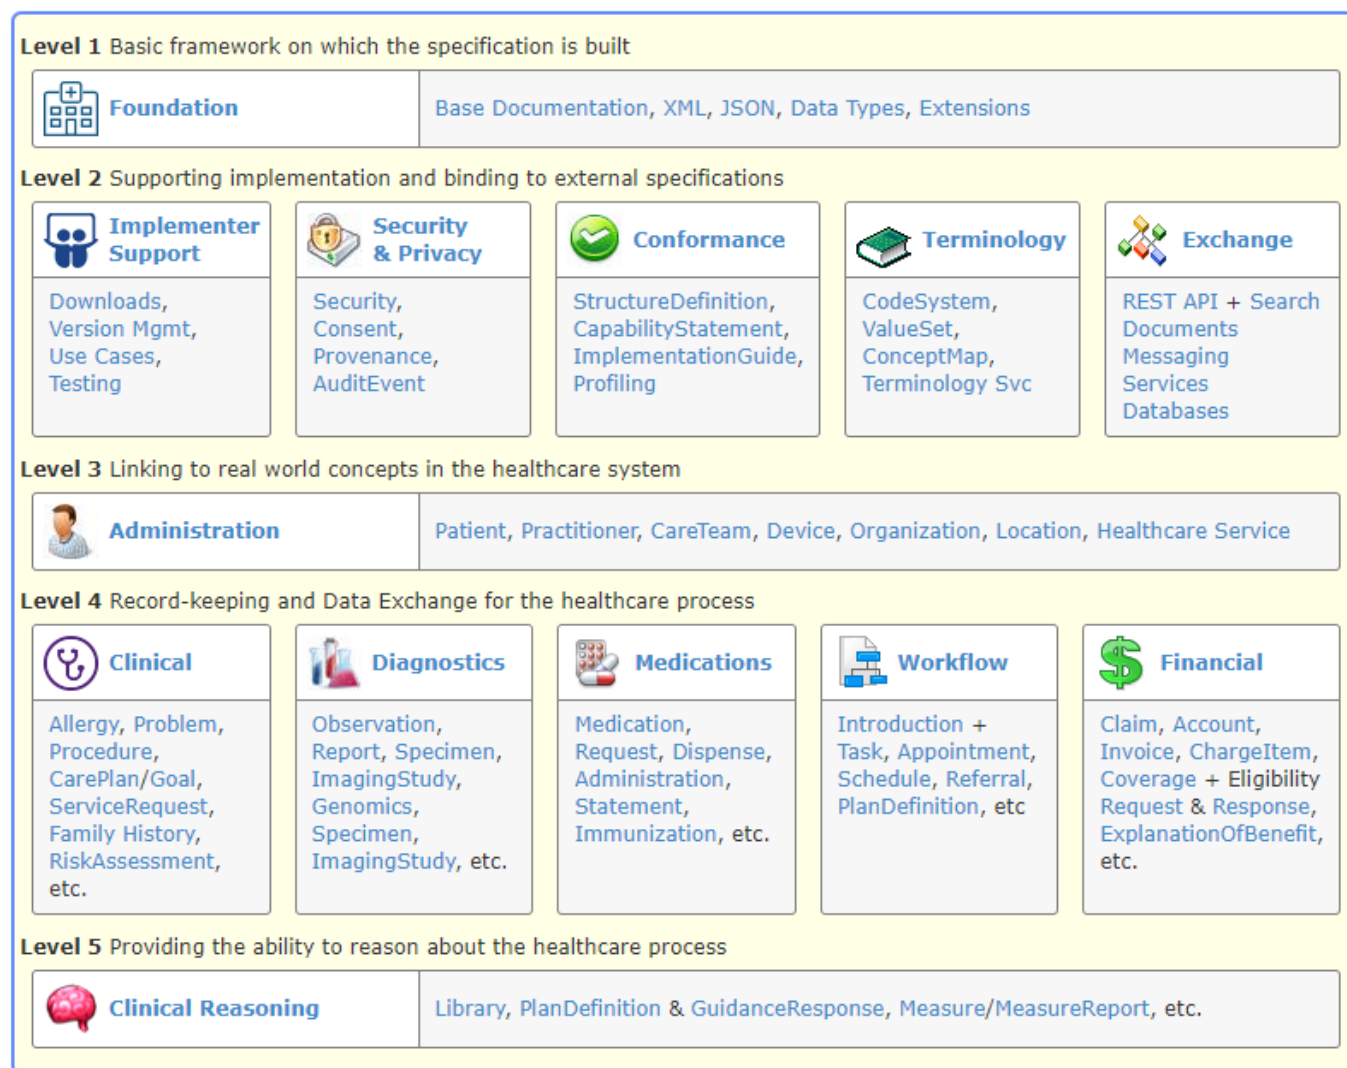 Level 1 Basic framework on which the specification is built
Foundation
Base Documentation, XML, JSON, Data Types, Extensions
Level 2 Supporting implementation and binding to external specifications
Implementer
Support
Downloads,
Version Mgmt,
Use Cases,
Testing
Security
& Privacy
Security,
Consent,
Provenance,
AuditEvent
Conformance
StructureDefinition,
CapabilityStatement,
ImplementationGuide,
Profiling
Terminology
CodeSystem,
ValueSet,
ConceptMap,
Terminology Svc
Exchange
REST API + Search
Documents
Messaging
Services
Databases
Level 3 Linking to real world concepts in the healthcare system
Administration
Patient, Practitioner, CareTeam, Device, Organization, Location, Healthcare Service
Level 4 Record-keeping and Data Exchange for the healthcare process
Clinical
Allergy, Problem,
Procedure,
CarePlan/Goal,
ServiceRequest,
Family History,
RiskAssessment,
etc.
Diagnostics
Observation,
Report, Specimen,
ImagingStudy,
Genomics,
Specimen,
ImagingStudy, etc.
Medications
Medication,
Request, Dispense,
Administration,
Statement,
Immunization, etc.
Workflow
Introduction +
Task, Appointment,
Schedule, Referral,
PlanDefinition, etc
Financial
Claim, Account,
Invoice, ChargeItem,
Coverage + Eligibility
Request & Response,
ExplanationOfBenefit,
etc.
Level 5 Providing the ability to reason about the healthcare process
Clinical Reasoning
Library, PlanDefinition & GuidanceResponse, Measure/MeasureReport, etc.